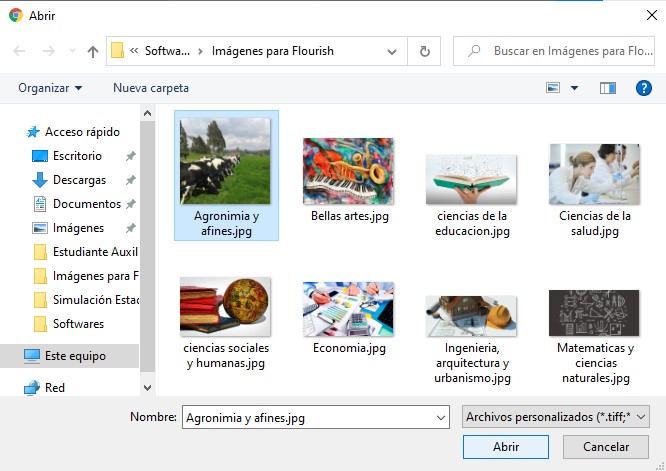 Abrir
Softwa... Imágenes para Flourish
Buscar en Imágenes para Flo...
Organizar Nueva carpeta
Acceso rápido
Escritorio
Descargas
Documentos
Imágenes
Estudiante Auxil
Imágenes para F
Simulación Estac
Softwares
Este equipo
Red
Agronimia y
afines.jpg
Bellas artes.jpg
ciencias de la
educacion.jpg
Ciencias de la
salud.jpg
ciencias sociales
y humanas.jpg
Economia.jpg
Ingenieria,
arquitectura y
urbanismo.jpg
Matematicas y
ciencias
naturales.jpg
Nombre: Agronimia y afines.jpg
Archivos personalizados (*.tiff;*
Abrir Cancelar